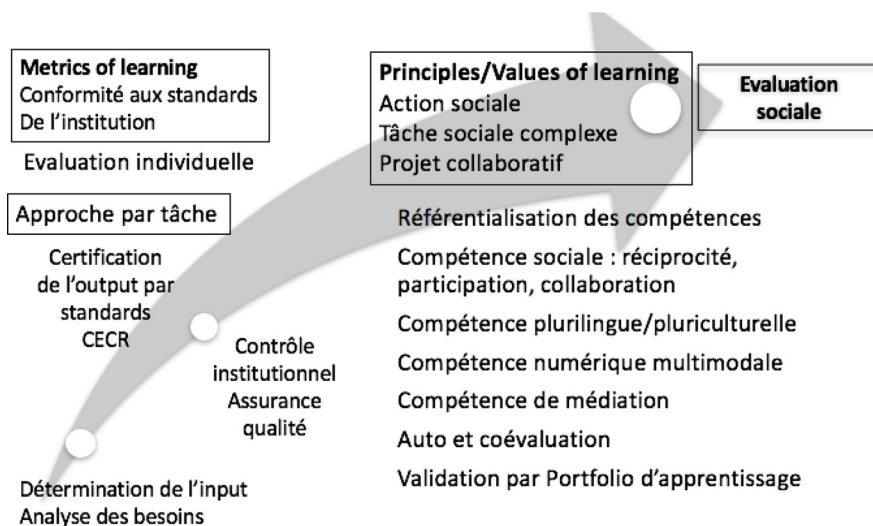 Metrics of learning
Conformité aux standards
De l’institution
Evaluation individuelle
Approche par tâche
Certification
de l’output par
standards
CECR
Contrôle
institutionnel
Assurance
qualité
Détermination de l’input
Analyse des besoins
Principles/Values of learning
Action sociale
Tâche sociale complexe
Projet collaboratif
Evaluation
sociale
Référentialisation des compétences
Compétence sociale : réciprocité,
participation, collaboration
Compétence plurilingue/pluriculturelle
Compétence numérique multimodale
Compétence de médiation
Auto et coévaluation
Validation par Portfolio d’apprentissage